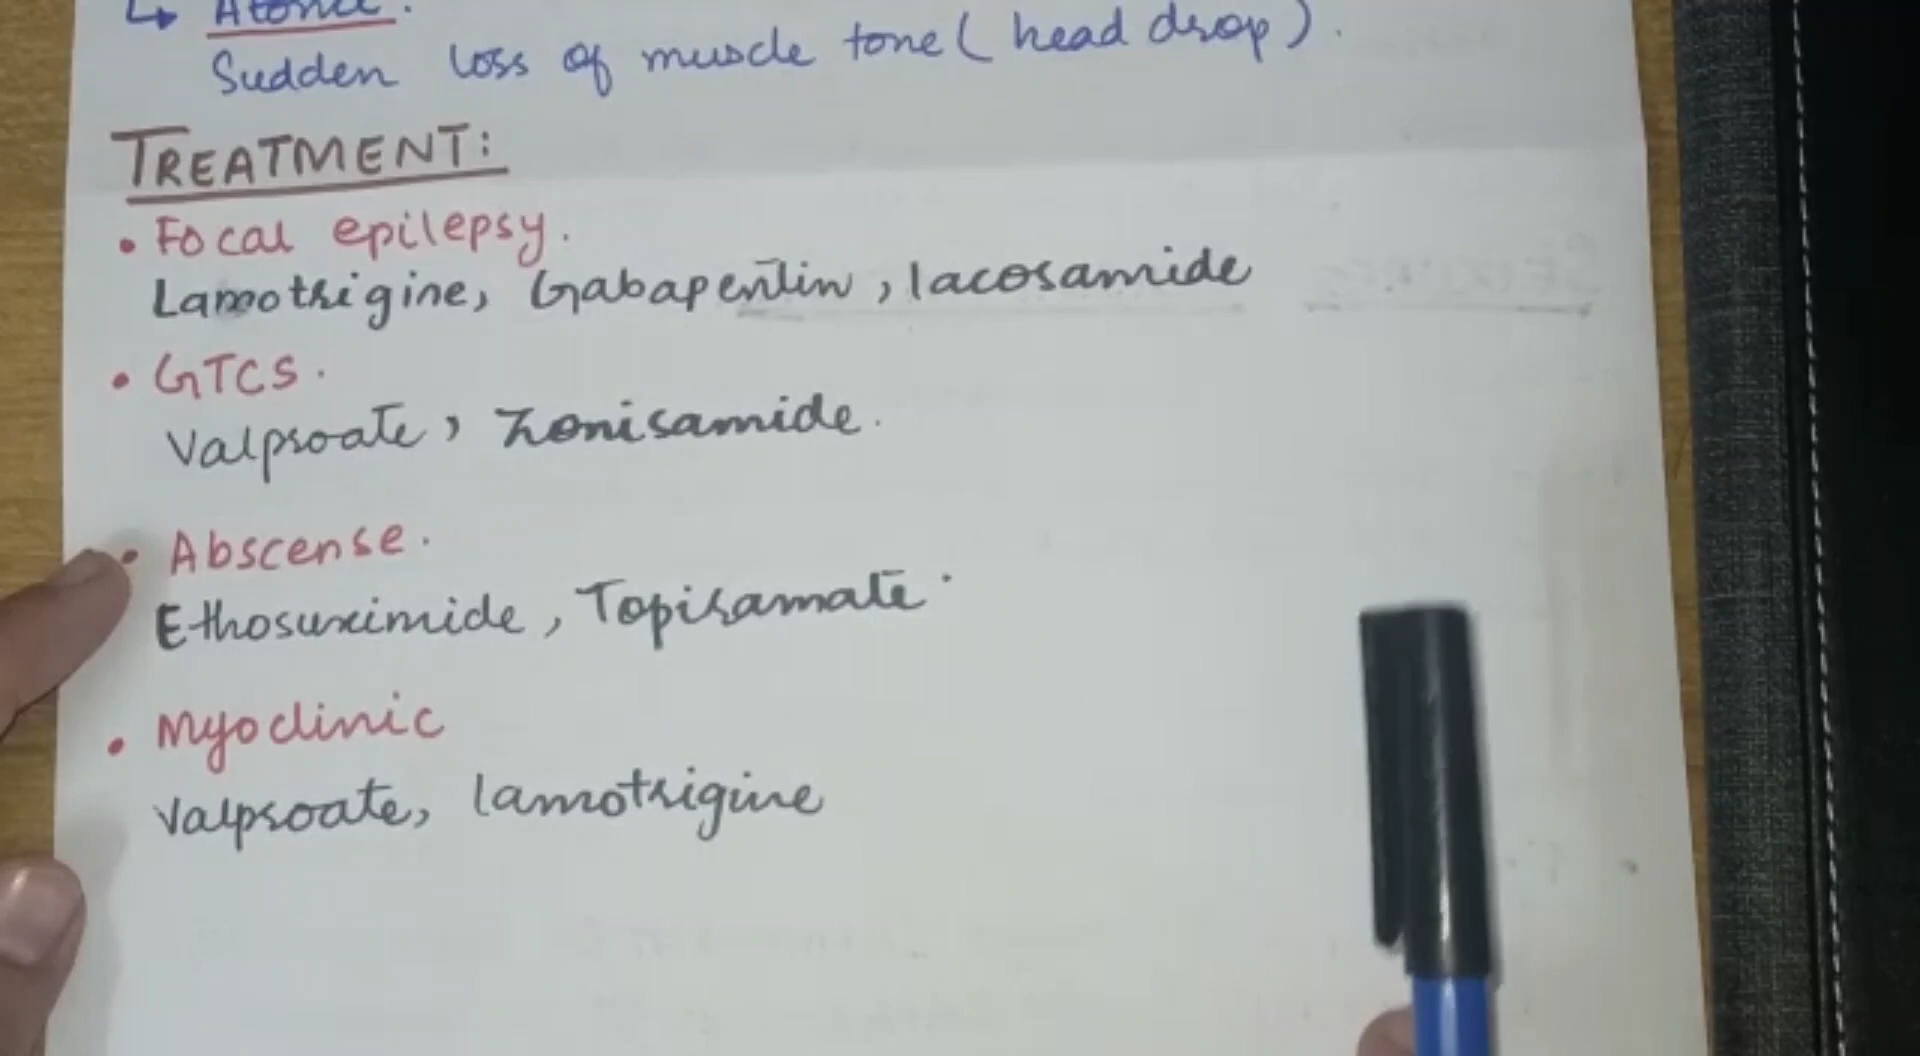 ↳ Atonic.
Sudden loss of muscle tone (head drop).
TREATMENT:
• Focal epilepsy.
Lamotrigine, Gabapentin, lacosamide
• GTCS.
Valproate, Zonisamide.
• Abscense.
Ethosuximide, Topiramate.
• Myoclinic
Valproate, lamotrigine